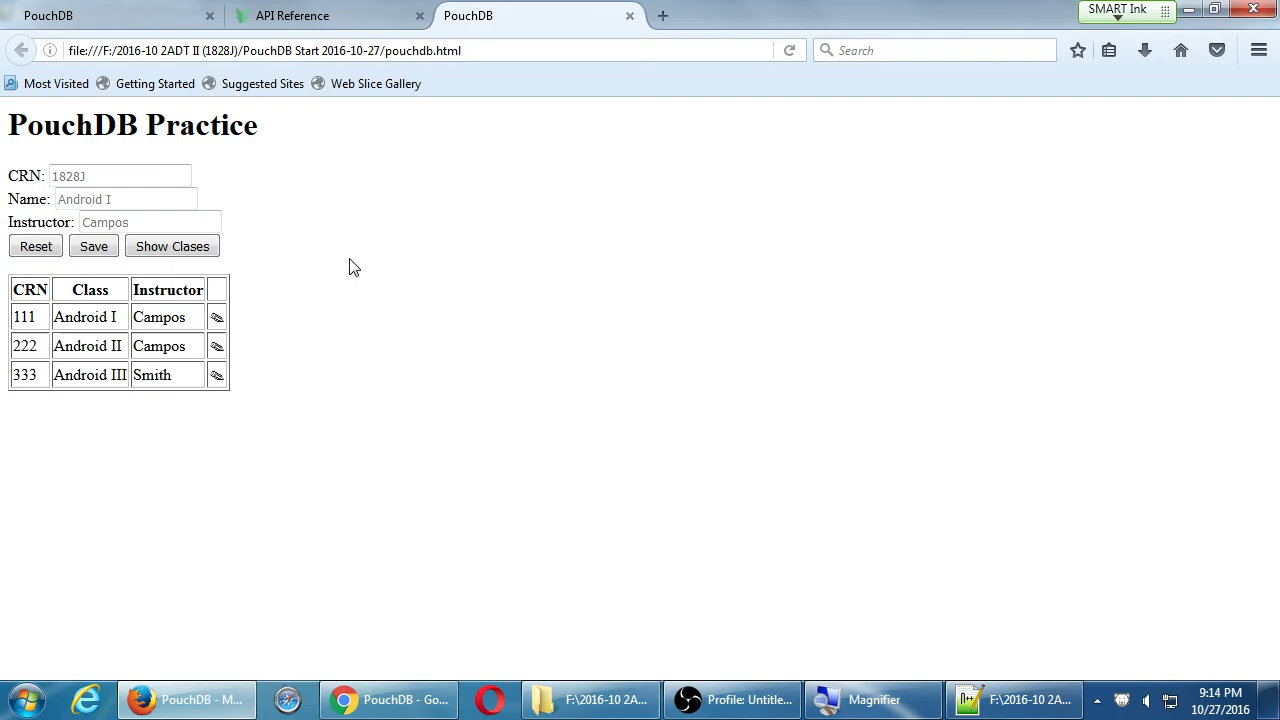 PouchDB
API Reference
PouchDB
SMART Ink
file:///F:/2016-10 2ADT II (1828J)/PouchDB Start 2016-10-27/pouchdb.html
Search
Most Visited Getting Started Suggested Sites Web Slice Gallery
PouchDB Practice
CRN: 1828J
Name: Android I
Instructor: Campos
Reset Save Show Clases
CRN Class Instructor
111 Android I Campos
222 Android II Campos
333 Android III Smith
PouchDB - M... PouchDB - Go... F:\2016-10 2A... Profile: Untitle... Magnifier F:\2016-10 2A... 9:14 PM
10/27/2016